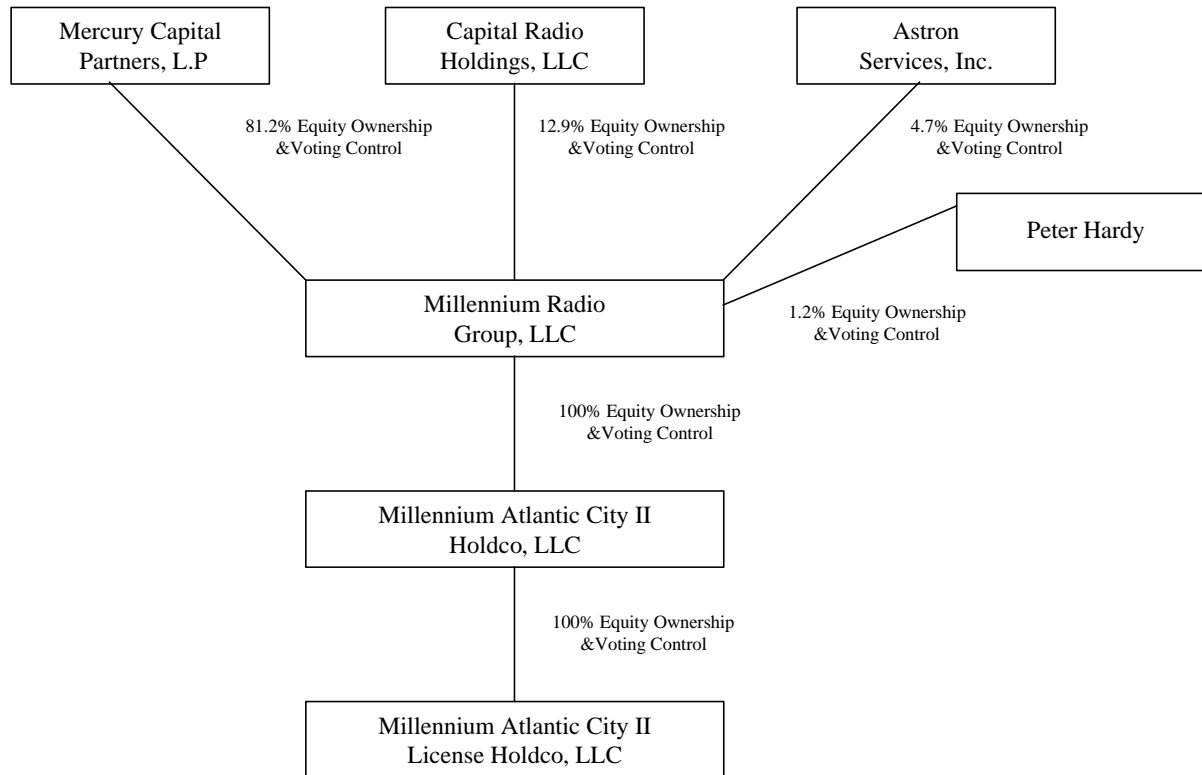 Mercury Capital
Partners, L.P
Capital Radio
Holdings, LLC
Astron
Services, Inc.
81.2% Equity Ownership
&Voting Control
12.9% Equity Ownership
&Voting Control
4.7% Equity Ownership
&Voting Control
Peter Hardy
Millennium Radio
Group, LLC
1.2% Equity Ownership
&Voting Control
100% Equity Ownership
&Voting Control
Millennium Atlantic City II
Holdco, LLC
100% Equity Ownership
&Voting Control
Millennium Atlantic City II
License Holdco, LLC